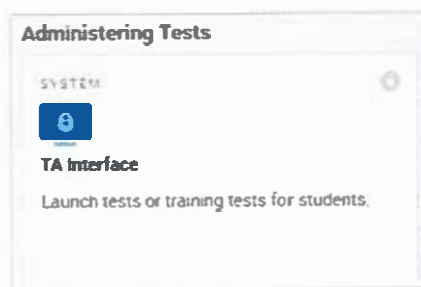 Administering Tests
SYSTEM
TA Interface
Launch tests or training tests for students.